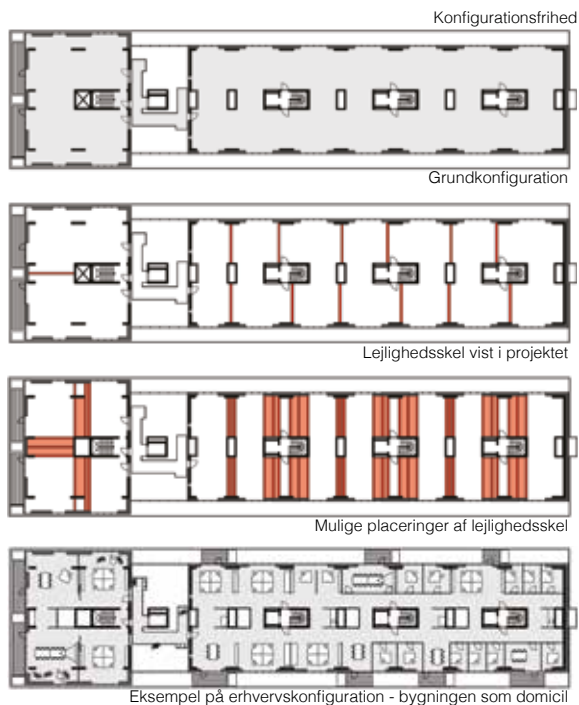 Konfigurationsfrihed
Grundkonfiguration
Lejlighedsskel vist i projektet
Mulige placeringer af lejlighedsskel
Eksempel på erhvervskonfiguration - bygningen som domicil